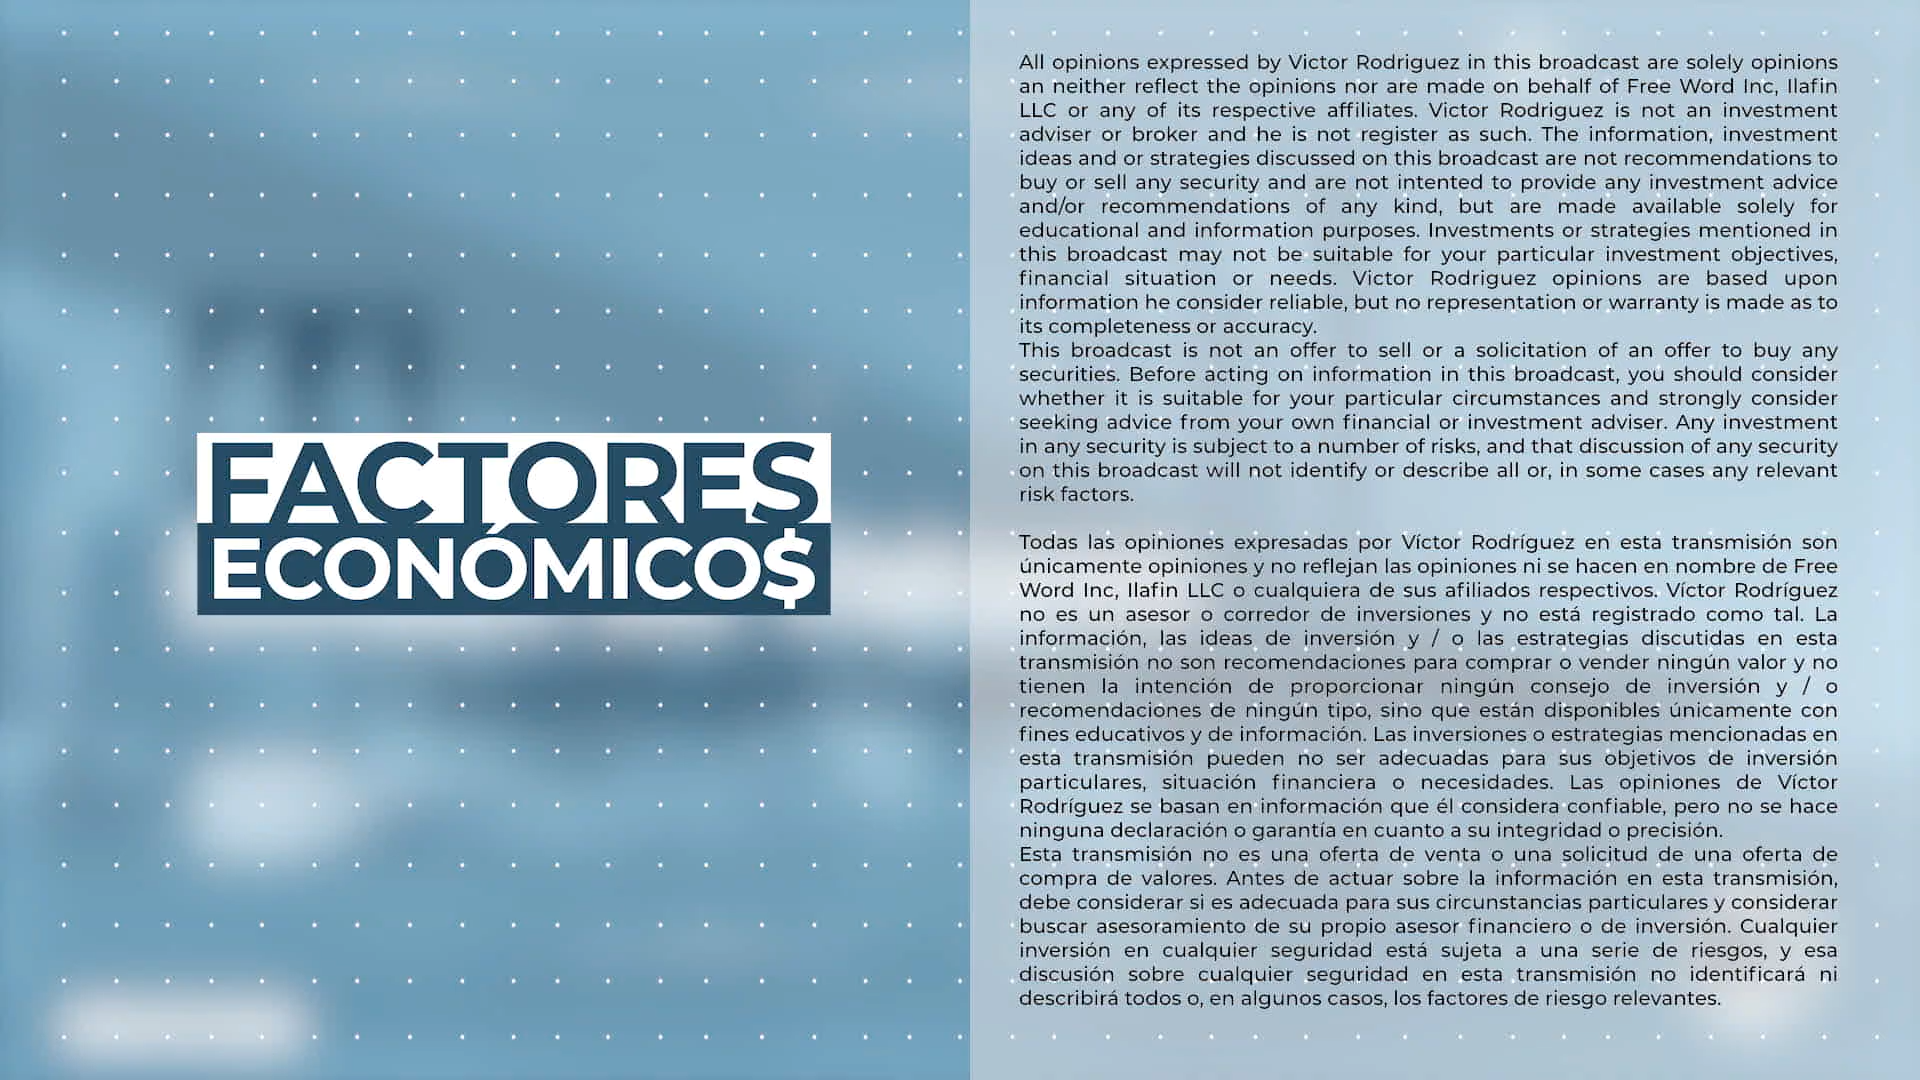 FACTORES
ECONÓMICO$
All opinions expressed by Victor Rodriguez in this broadcast are solely opinions
an neither reflect the opinions nor are made on behalf of Free Word Inc, Ilafin
LLC or any of its respective affiliates. Victor Rodriguez is not an investment
adviser or broker and he is not register as such. The information, investment
ideas and or strategies discussed on this broadcast are not recommendations to
buy or sell any security and are not intented to provide any investment advice
and/or recommendations of any kind, but are made available solely for
educational and information purposes. Investments or strategies mentioned in
this broadcast may not be suitable for your particular investment objectives,
financial situation or needs. Victor Rodriguez opinions are based upon
information he consider reliable, but no representation or warranty is made as to
its completeness or accuracy.
This broadcast is not an offer to sell or a solicitation of an offer to buy any
securities. Before acting on information in this broadcast, you should consider
whether it is suitable for your particular circumstances and strongly consider
seeking advice from your own financial or investment adviser. Any investment
in any security is subject to a number of risks, and that discussion of any security
on this broadcast will not identify or describe all or, in some cases any relevant
risk factors.
Todas las opiniones expresadas por Víctor Rodríguez en esta transmisión son
únicamente opiniones y no reflejan las opiniones ni se hacen en nombre de Free
Word Inc, Ilafin LLC o cualquiera de sus afiliados respectivos. Víctor Rodríguez
no es un asesor o corredor de inversiones y no está registrado como tal. La
información, las ideas de inversión y / o las estrategias discutidas en esta
transmisión no son recomendaciones para comprar o vender ningún valor y no
tienen la intención de proporcionar ningún consejo de inversión y / o
recomendaciones de ningún tipo, sino que están disponibles únicamente con
fines educativos y de información. Las inversiones o estrategias mencionadas en
esta transmisión pueden no ser adecuadas para sus objetivos de inversión
particulares, situación financiera o necesidades. Las opiniones de Víctor
Rodríguez se basan en información que él considera confiable, pero no se hace
ninguna declaración o garantía en cuanto a su integridad o precisión.
Esta transmisión no es una oferta de venta o una solicitud de una oferta de
compra de valores. Antes de actuar sobre la información en esta transmisión,
debe considerar si es adecuada para sus circunstancias particulares y considerar
buscar asesoramiento de su propio asesor financiero o de inversión. Cualquier
inversión en cualquier seguridad está sujeta a una serie de riesgos, y esa
discusión sobre cualquier seguridad en esta transmisión no identificará ni
describirá todos o, en algunos casos, los factores de riesgo relevantes.